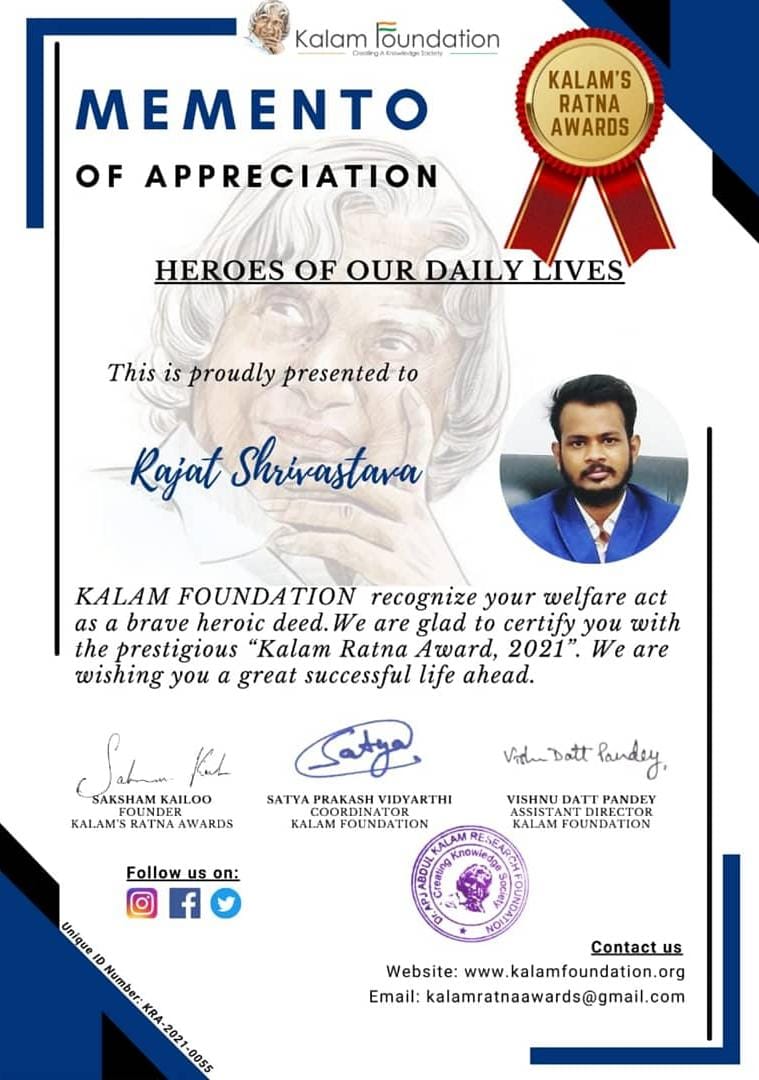 Kalam Foundation
Creating A Knowledge Society
KALAM'S
RATNA
AWARDS
MEMENTO
OF APPRECIATION
HEROES OF OUR DAILY LIVES
This is proudly presented to
Rajat Shrivastava
KALAM FOUNDATION recognize your welfare act
as a brave heroic deed.We are glad to certify you with
the prestigious “Kalam Ratna Award, 2021”. We are
wishing you a great successful life ahead.
Satya
Vishnu Datt Pandey,
SAKSHAM KAILOO
FOUNDER
KALAM'S RATNA AWARDS
SATYA PRAKASH VIDYARTHI
COORDINATOR
KALAM FOUNDATION
VISHNU DATT PANDEY
ASSISTANT DIRECTOR
KALAM FOUNDATION
Dr. APJ ABDUL KALAM RESEARCH FOUNDATION
Creating Knowledge Society
Follow us on:
Unique ID Number: KRA-2021-0055
Contact us
Website: www.kalamfoundation.org
Email: kalamratnaawards@gmail.com